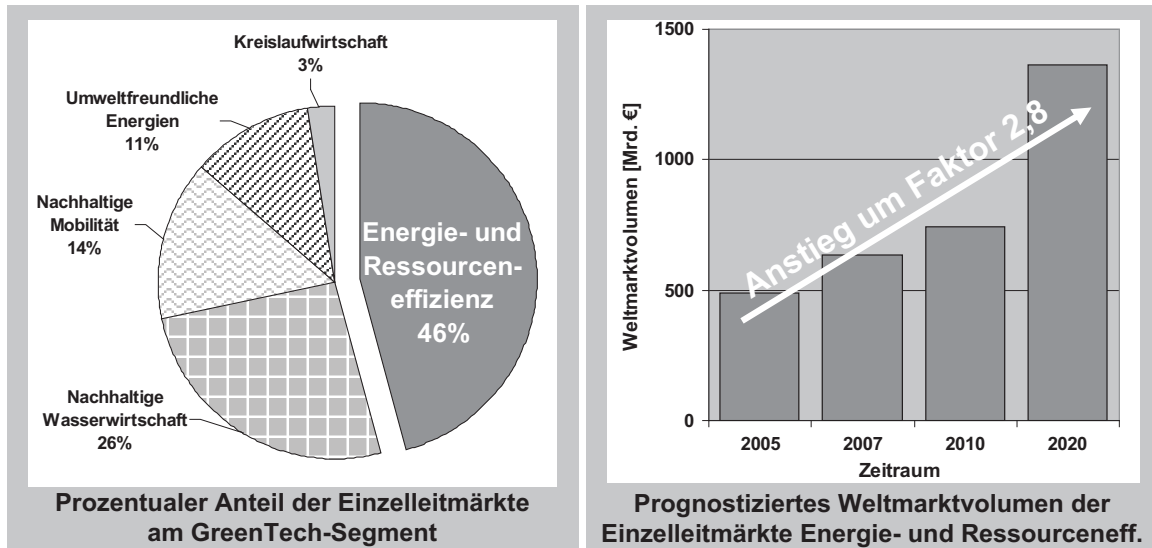 Kreislaufwirtschaft
3%
Umweltfreundliche
Energien
11%
Nachhaltige
Mobilität
14%
Energie- und
Ressourcen-
effizienz
46%
Nachhaltige
Wasserwirtschaft
26%
Prozentualer Anteil der Einzelleitmärkte
am GreenTech-Segment
1500
1000
500
0
Weltmarktvolumen [Mrd. €]
Anstieg um Faktor 2,8
2005 2007 2010 2020
Zeitraum
Prognostiziertes Weltmarktvolumen der
Einzelleitmärkte Energie- und Ressourceneff.